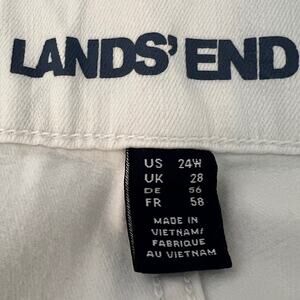 LANDS' END
US 24W
UK 28
DE 56
FR 58
MADE IN
VIETNAM/
FABRIQUE
AU VIETNAM